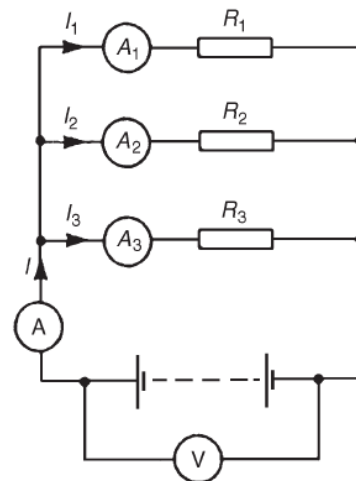 I₁ A₁ R₁
I₂ A₂ R₂
I₃ A₃ R₃
I
A
V